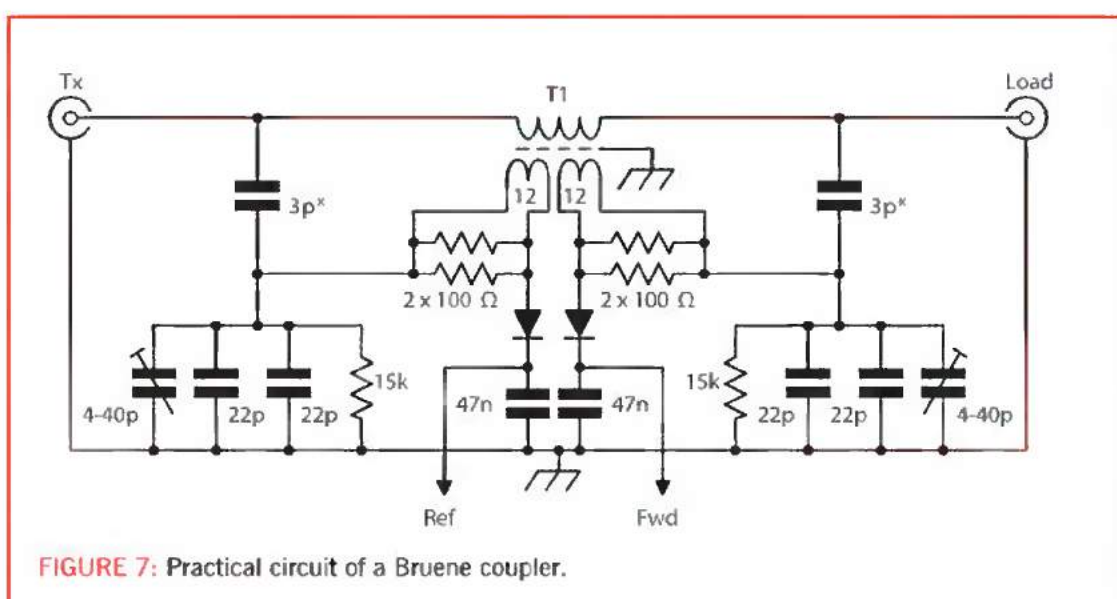 Tx
T1
Load
3p*
12 12
3p*
2 x 100 Ω
2 x 100 Ω
4-40p
22p
22p
15k
47n
47n
15k
22p
22p
4-40p
Ref
Fwd
FIGURE 7: Practical circuit of a Bruene coupler.